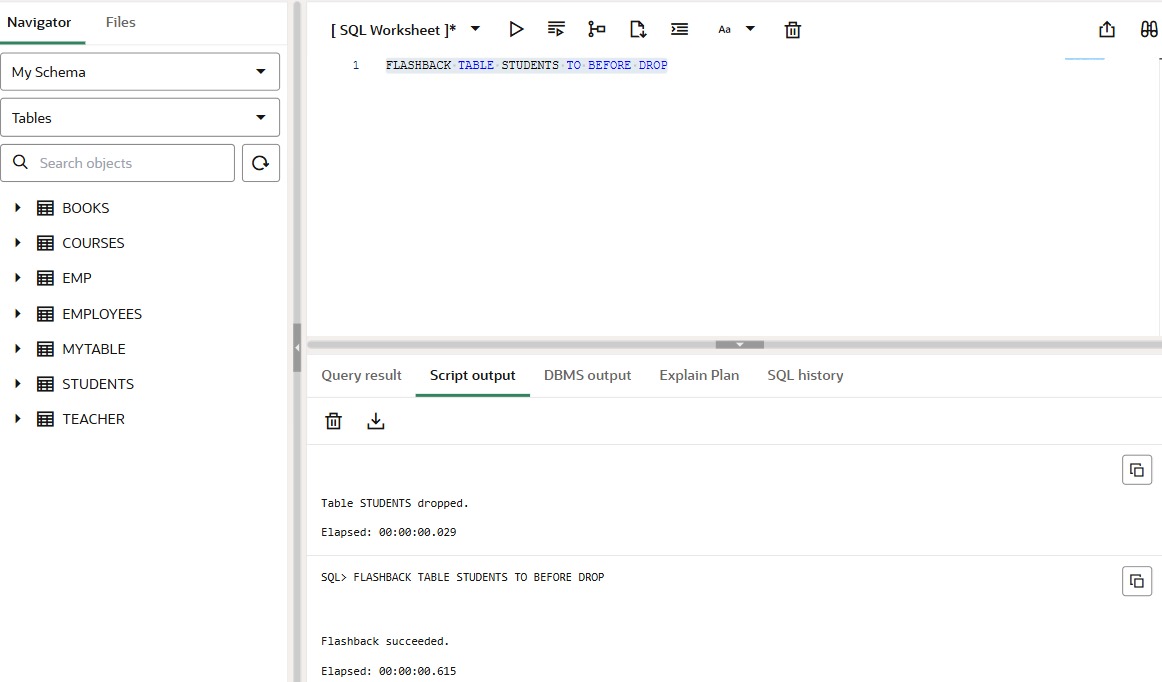 Navigator Files
My Schema
Tables
Search objects
BOOKS
COURSES
EMP
EMPLOYEES
MYTABLE
STUDENTS
TEACHER
[ SQL Worksheet ]* Aa
1 FLASHBACK TABLE STUDENTS TO BEFORE DROP
Query result Script output DBMS output Explain Plan SQL history
Table STUDENTS dropped.
Elapsed: 00:00:00.029
SQL> FLASHBACK TABLE STUDENTS TO BEFORE DROP
Flashback succeeded.
Elapsed: 00:00:00.615